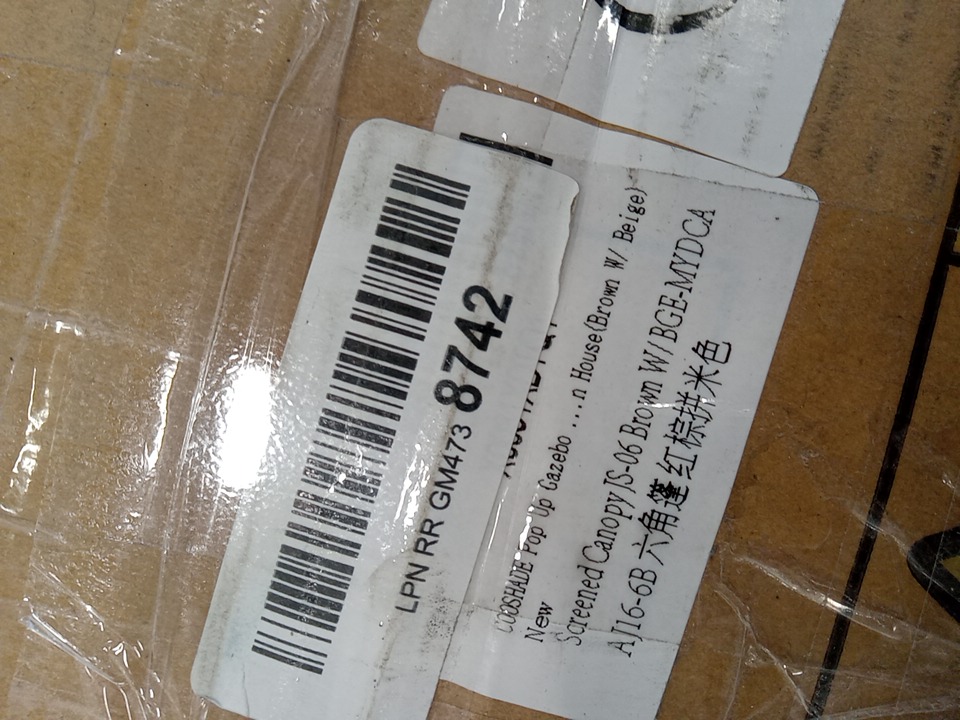 LPN RR GM473 8742
COOSHADE Pop Up Gazebo ...n House(Brown W/ Beige)
New
Screened Canopy JS-06 Brown W/ BGE-MYDCA
AJ16-6B 六角蓬 红棕拼米色